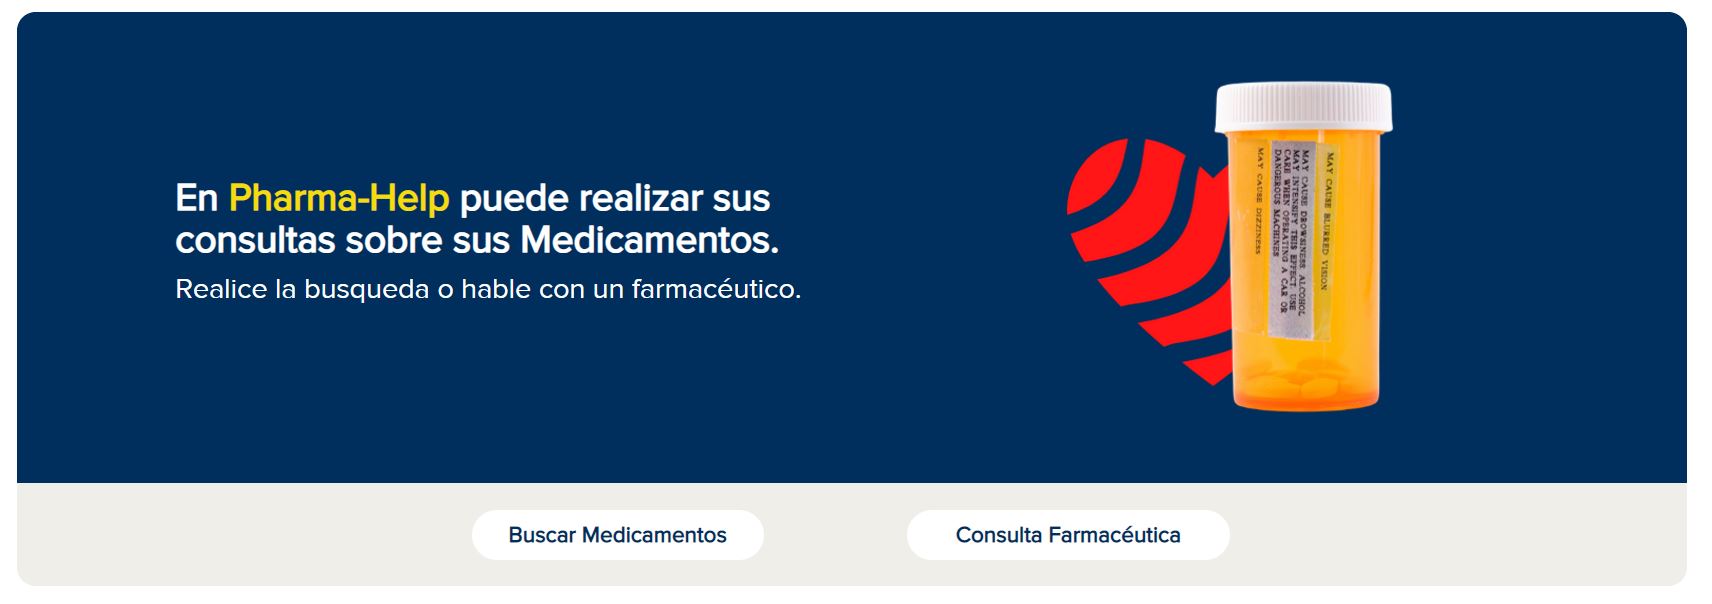 En Pharma-Help puede realizar sus
consultas sobre sus Medicamentos.
Realice la busqueda o hable con un farmacéutico.
MAY CAUSE BLURRED VISION
MAY CAUSE DROWSINESS. ALCOHOL
MAY INTENSIFY THIS EFFECT. USE
CARE WHEN OPERATING A CAR OR
DANGEROUS MACHINES
MAY CAUSE DIZZINESS
Buscar Medicamentos
Consulta Farmacéutica